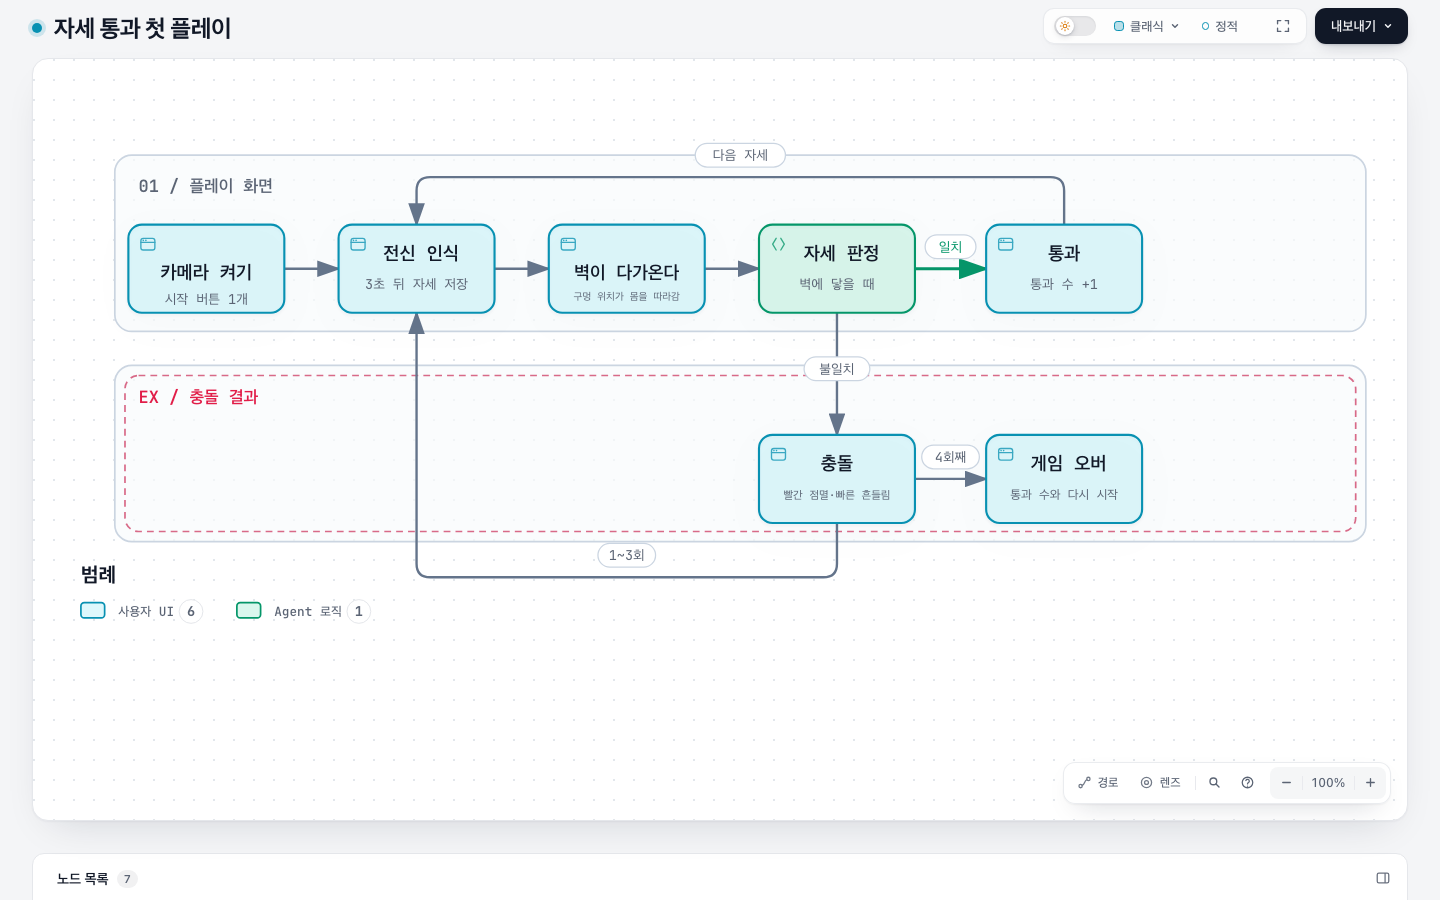 자세 통과 첫 플레이
클래식
정적
내보내기
다음 자세
01 / 플레이 화면
카메라 켜기
시작 버튼 1개
전신 인식
3초 뒤 자세 저장
벽이 다가온다
구멍 위치가 몸을 따라감
자세 판정
벽에 닿을 때
일치
통과
통과 수 +1
불일치
EX / 충돌 결과
충돌
빨간 점멸·빠른 흔들림
4회째
게임 오버
통과 수와 다시 시작
1~3회
범례
사용자 UI 6
Agent 로직 1
경로
렌즈
100%
노드 목록 7